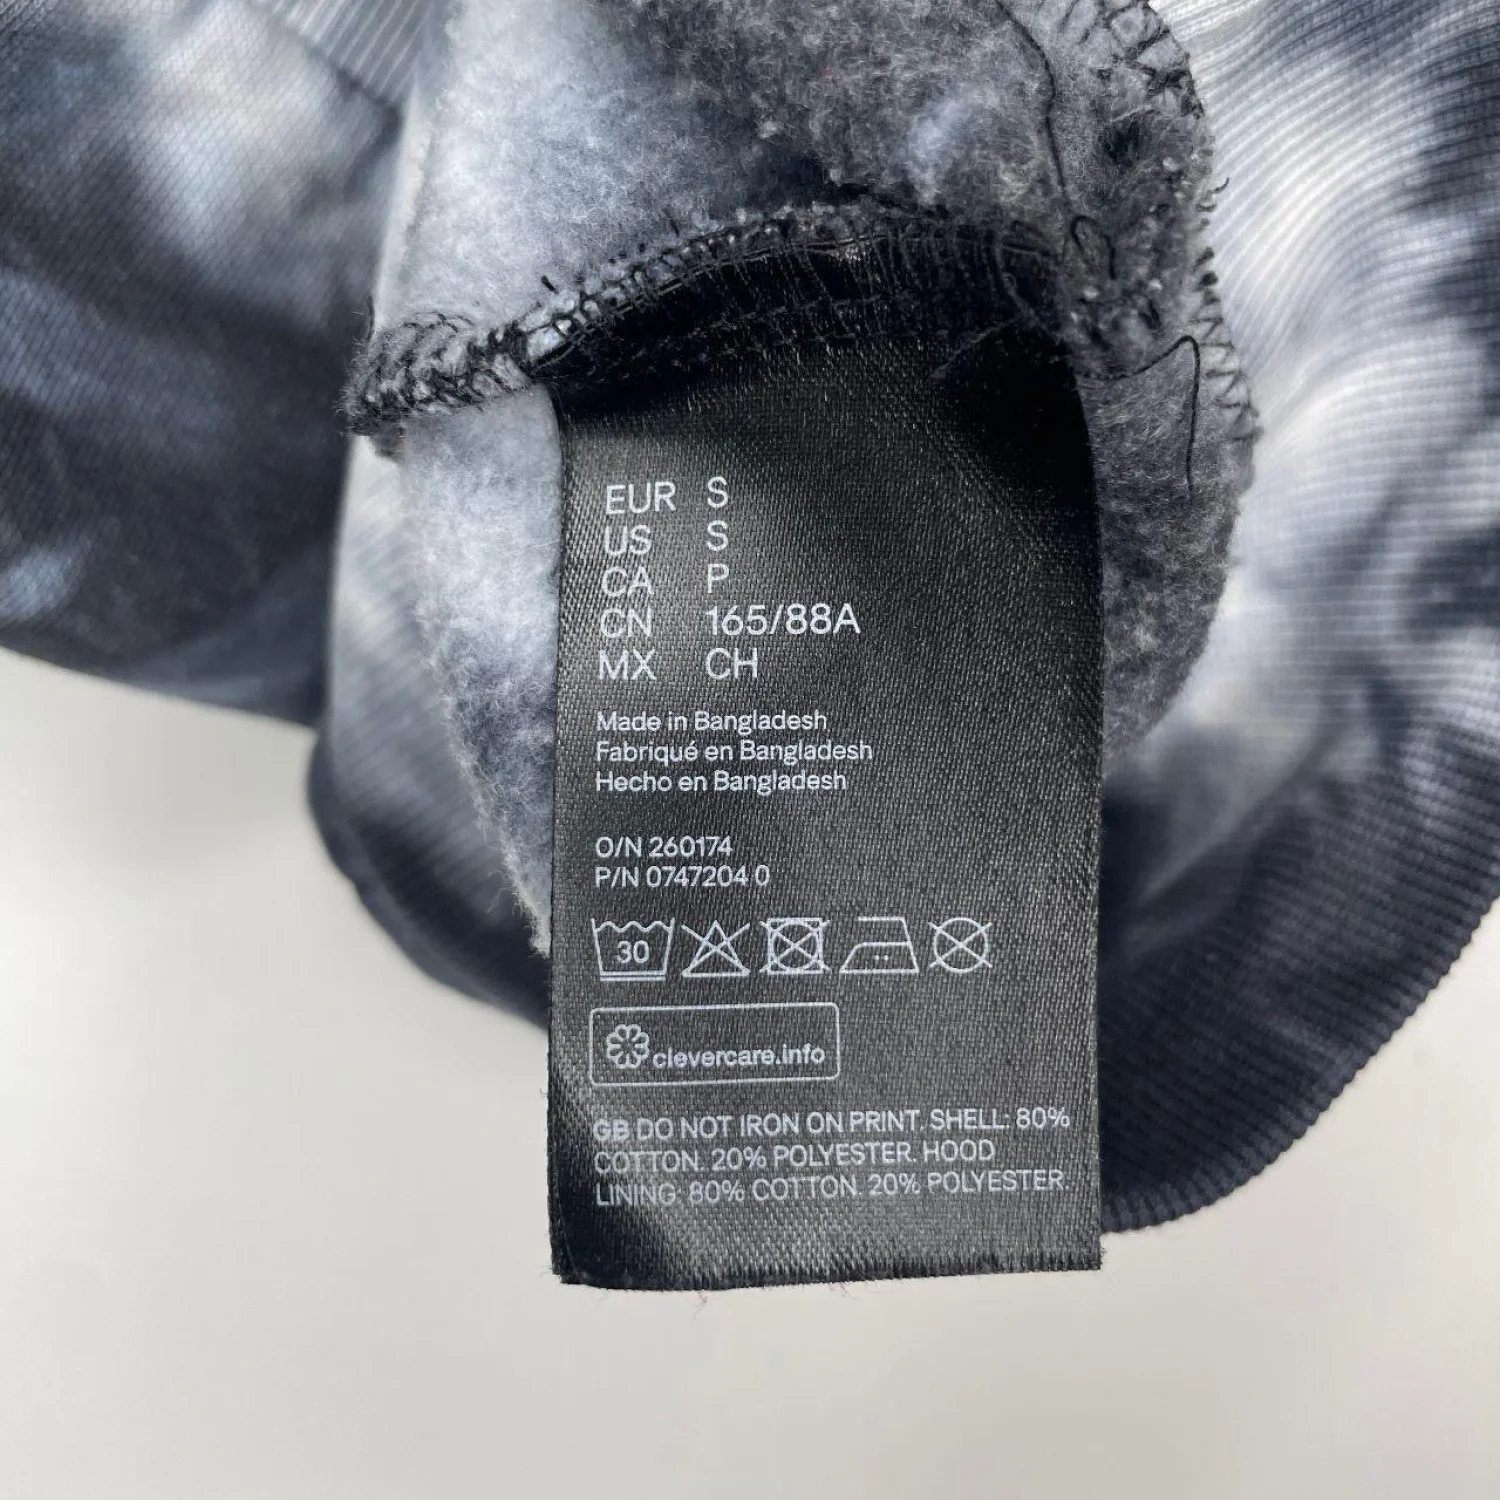 EUR S
US S
CA P
CN 165/88A
MX CH
Made in Bangladesh
Fabriqué en Bangladesh
Hecho en Bangladesh
O/N 260174
P/N 0747204 0
30
clevercare.info
GB DO NOT IRON ON PRINT. SHELL: 80%
COTTON. 20% POLYESTER. HOOD
LINING: 80% COTTON. 20% POLYESTER.